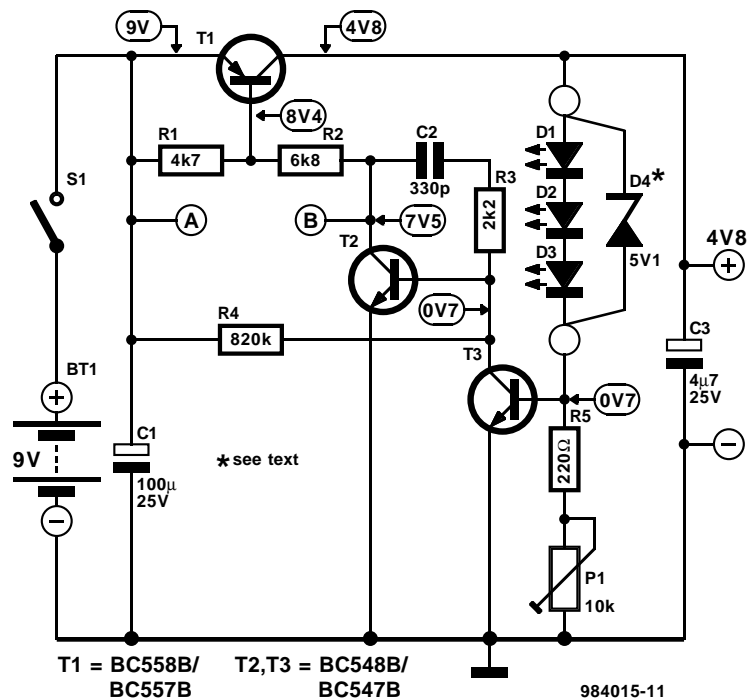 9V
T1
4V8
8V4
R1
4k7
R2
6k8
C2
330p
R3
2k2
D1
D2
D3
D4*
5V1
S1
A
B
7V5
T2
4V8
+
0V7
R4
820k
T3
C3
4µ7
25V
BT1
+
9V
−
C1
100µ
25V
* see text
0V7
R5
220Ω
−
P1
10k
T1 = BC558B/
BC557B
T2,T3 = BC548B/
BC547B
984015-11